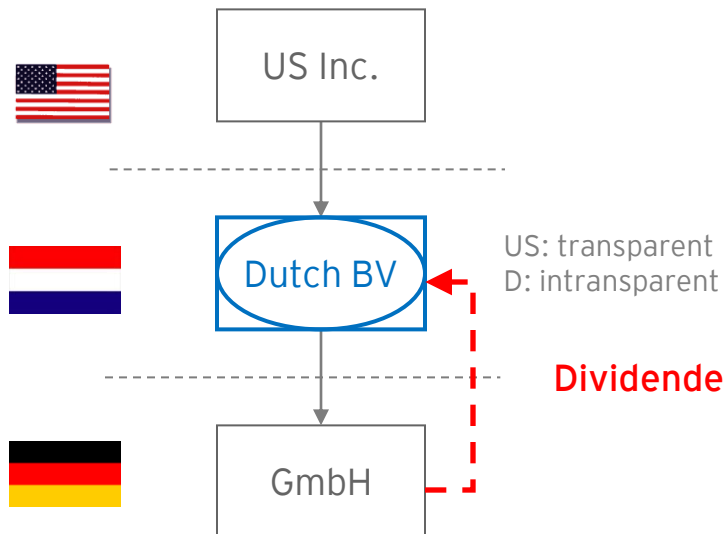 US Inc.
Dutch BV
US: transparent
D: intransparent
Dividende
GmbH